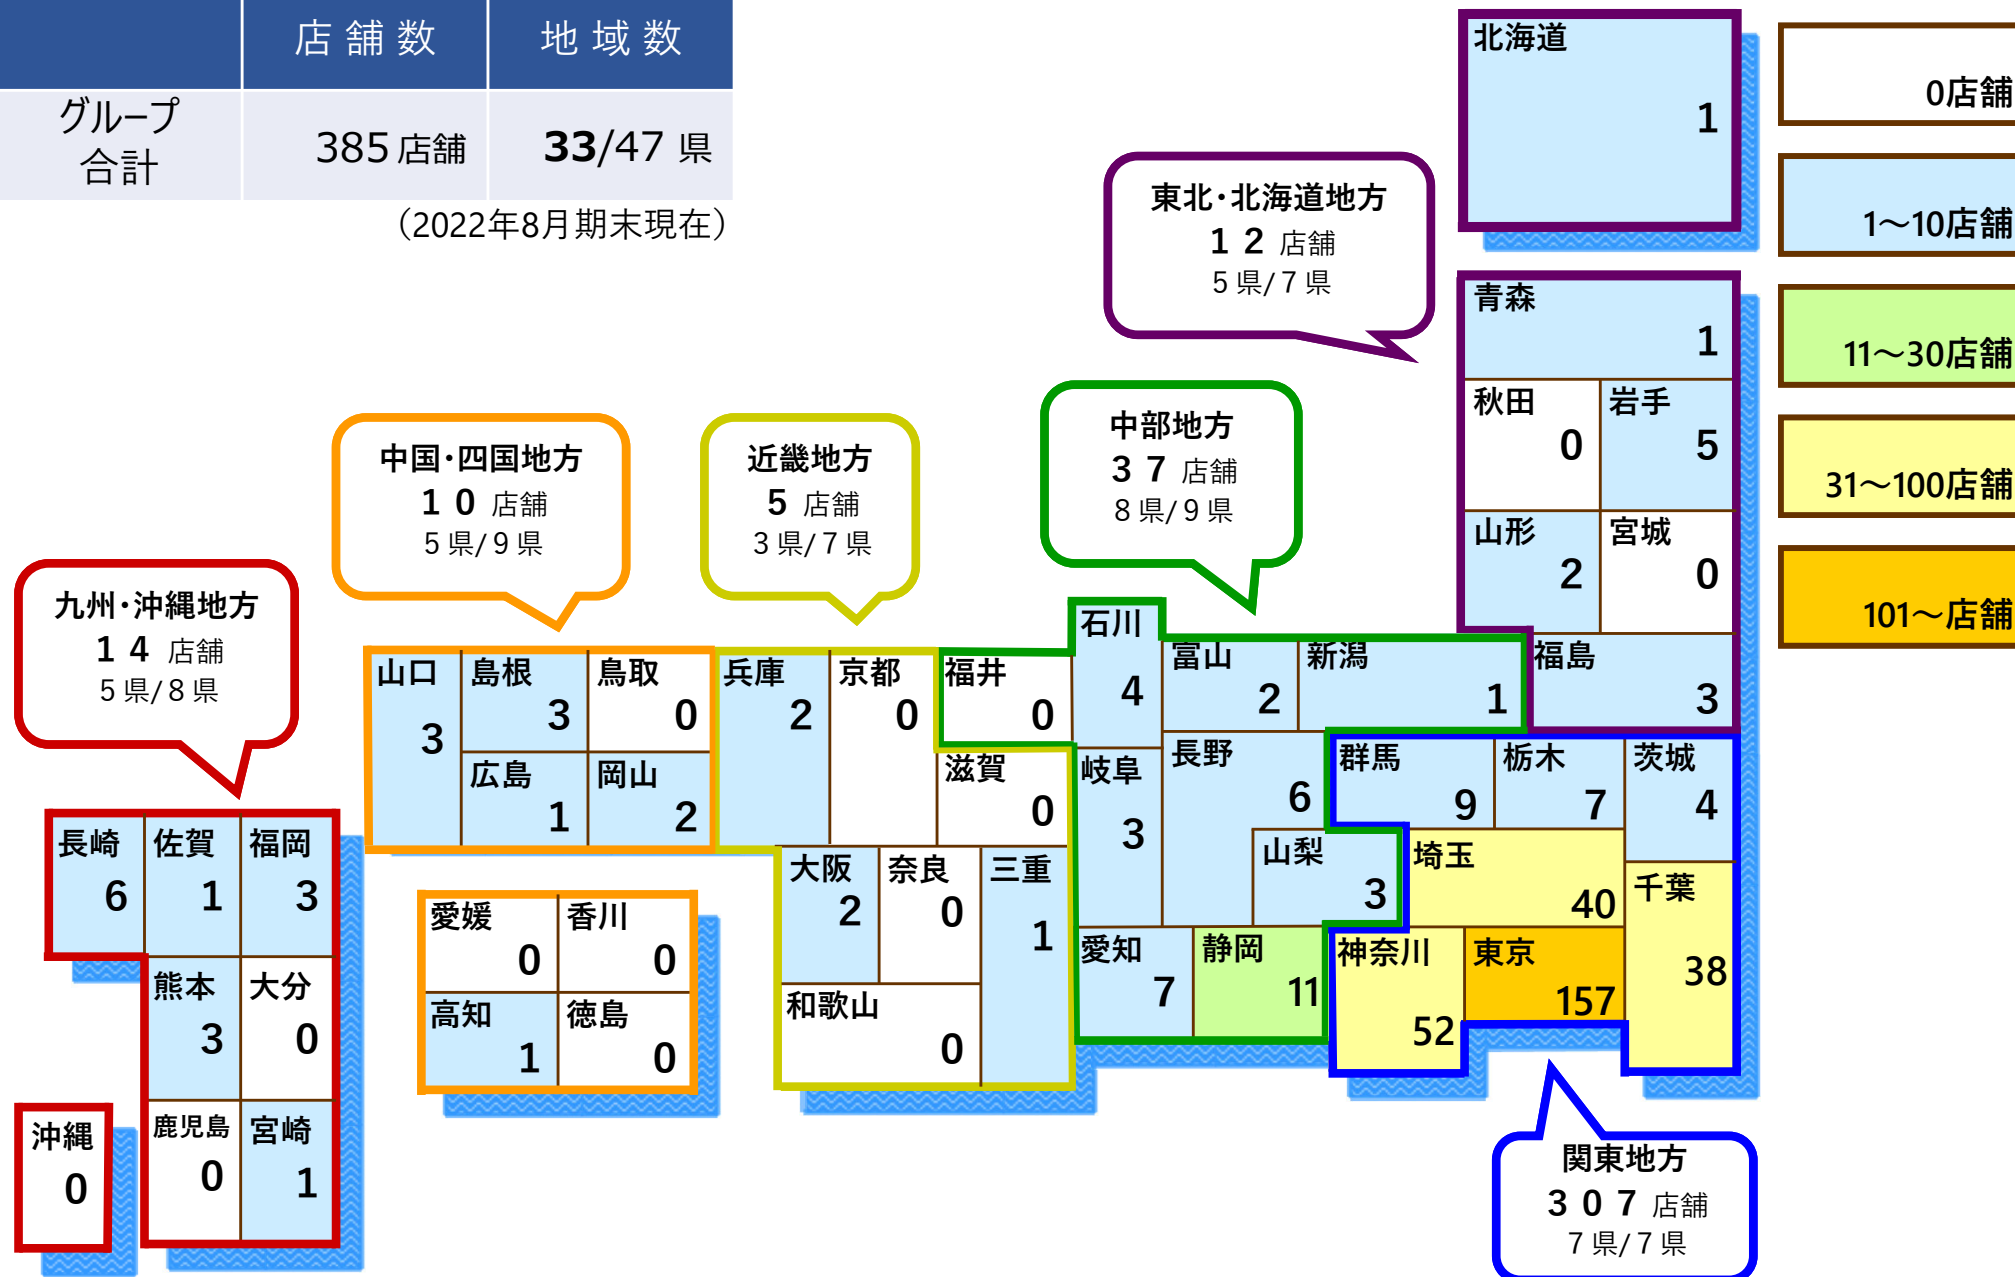 店舗数 地域数
グループ
合計
385店舗 33/47 県
（2022年8月期末現在）
北海道
1
0店舗
1～10店舗
11～30店舗
31～100店舗
101～店舗
東北・北海道地方
１２ 店舗
５県/７県
青森
1
秋田
0
岩手
5
山形
2
宮城
0
福島
3
中部地方
３７ 店舗
８県/９県
石川
4
富山
2
新潟
1
福井
0
岐阜
3
長野
6
山梨
3
愛知
7
静岡
11
群馬
9
栃木
7
茨城
4
埼玉
40
千葉
38
神奈川
52
東京
157
関東地方
３０７ 店舗
７県/７県
近畿地方
５ 店舗
３県/７県
兵庫
2
京都
0
滋賀
0
大阪
2
奈良
0
三重
1
和歌山
0
中国・四国地方
１０ 店舗
５県/９県
山口
3
島根
3
鳥取
0
広島
1
岡山
2
愛媛
0
香川
0
高知
1
徳島
0
九州・沖縄地方
１４ 店舗
５県/８県
長崎
6
佐賀
1
福岡
3
熊本
3
大分
0
鹿児島
0
宮崎
1
沖縄
0